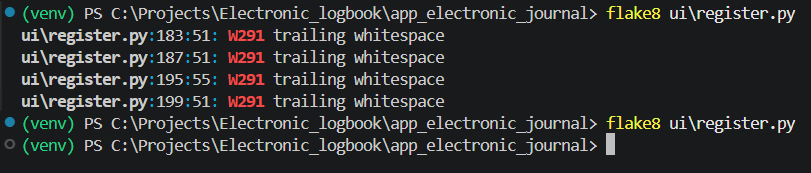 (venv) PS C:\Projects\Electronic_logbook\app_electronic_journal> flake8 ui\register.py
ui\register.py:183:51: W291 trailing whitespace
ui\register.py:187:51: W291 trailing whitespace
ui\register.py:195:55: W291 trailing whitespace
ui\register.py:199:51: W291 trailing whitespace
(venv) PS C:\Projects\Electronic_logbook\app_electronic_journal> flake8 ui\register.py
(venv) PS C:\Projects\Electronic_logbook\app_electronic_journal>